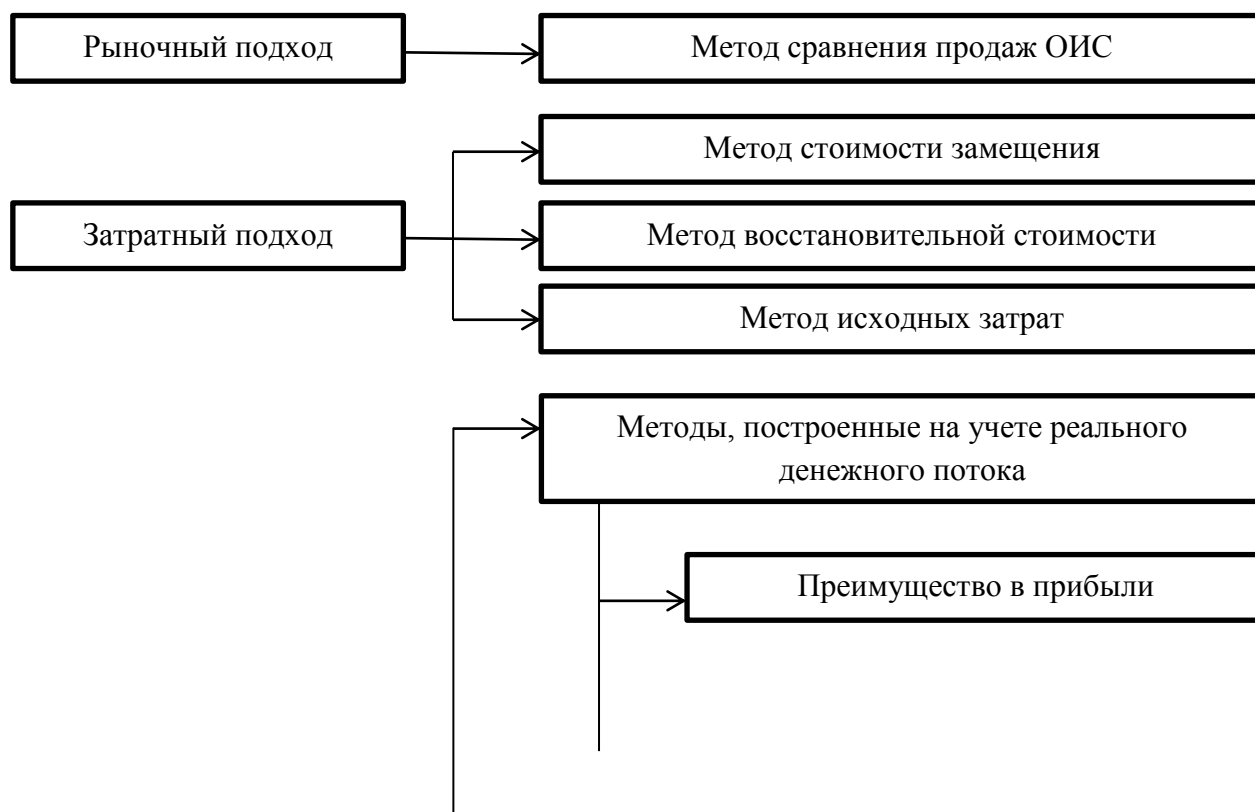 Рыночный подход
Метод сравнения продаж ОИС
Метод стоимости замещения
Затратный подход
Метод восстановительной стоимости
Метод исходных затрат
Методы, построенные на учете реального
денежного потока
Преимущество в прибыли